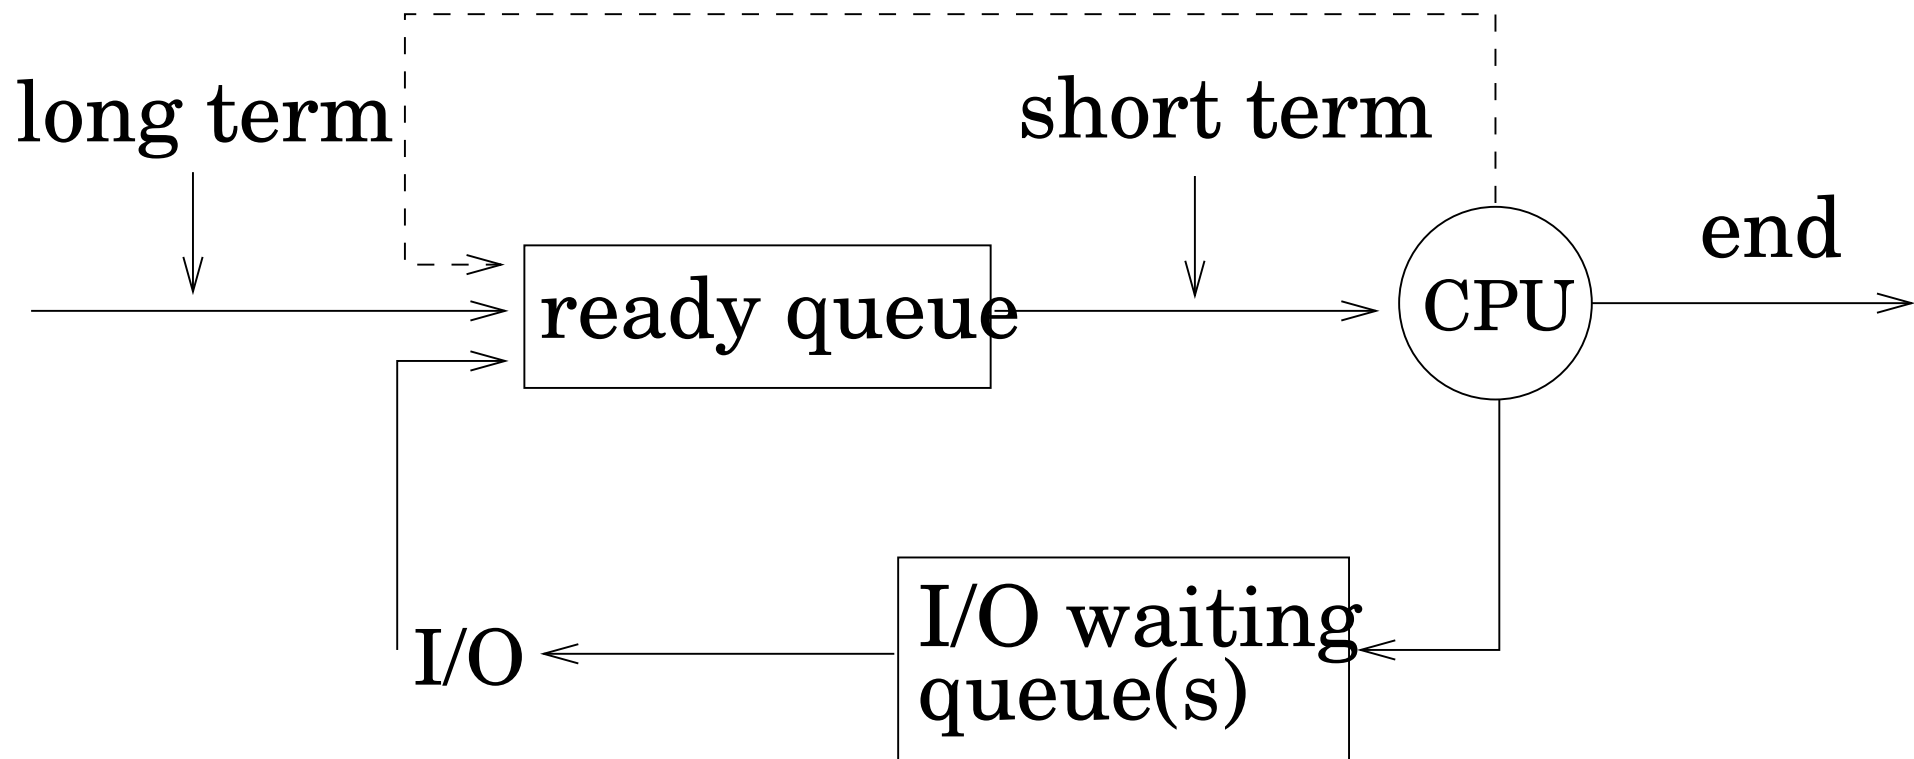 long term
short term
end
ready queue
CPU
I/O waiting
queue(s)
I/O